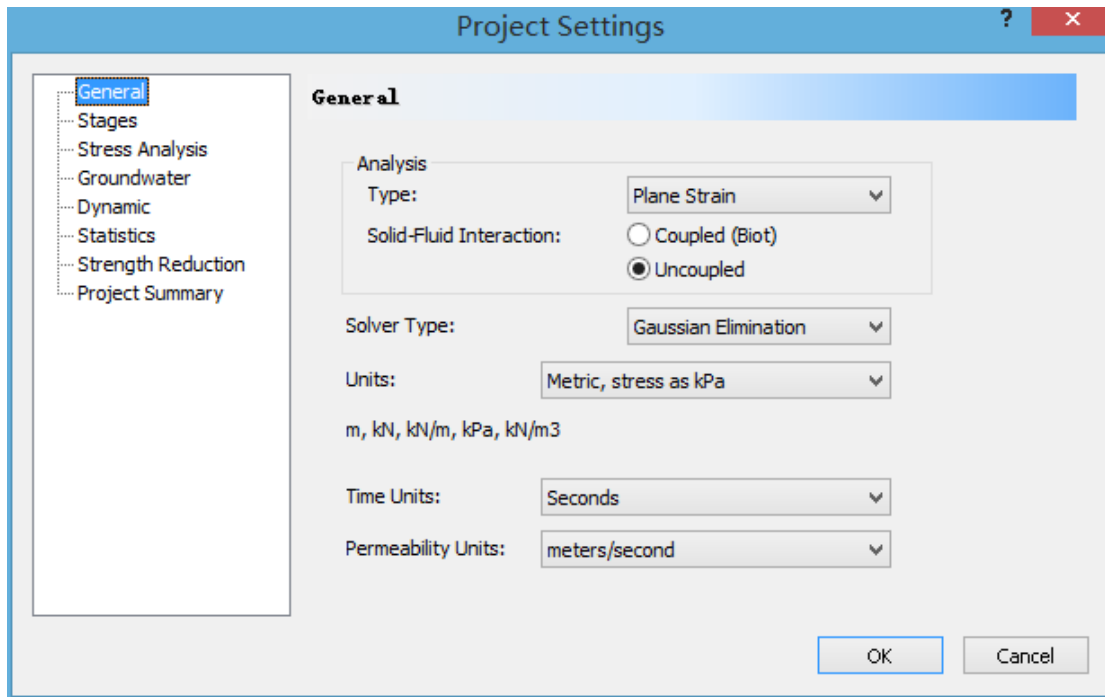 Project Settings
?
General
Stages
Stress Analysis
Groundwater
Dynamic
Statistics
Strength Reduction
Project Summary
General
Analysis
Type: Plane Strain
Solid-Fluid Interaction: Coupled (Biot)
Uncoupled
Solver Type: Gaussian Elimination
Units: Metric, stress as kPa
m, kN, kN/m, kPa, kN/m3
Time Units: Seconds
Permeability Units: meters/second
OK Cancel